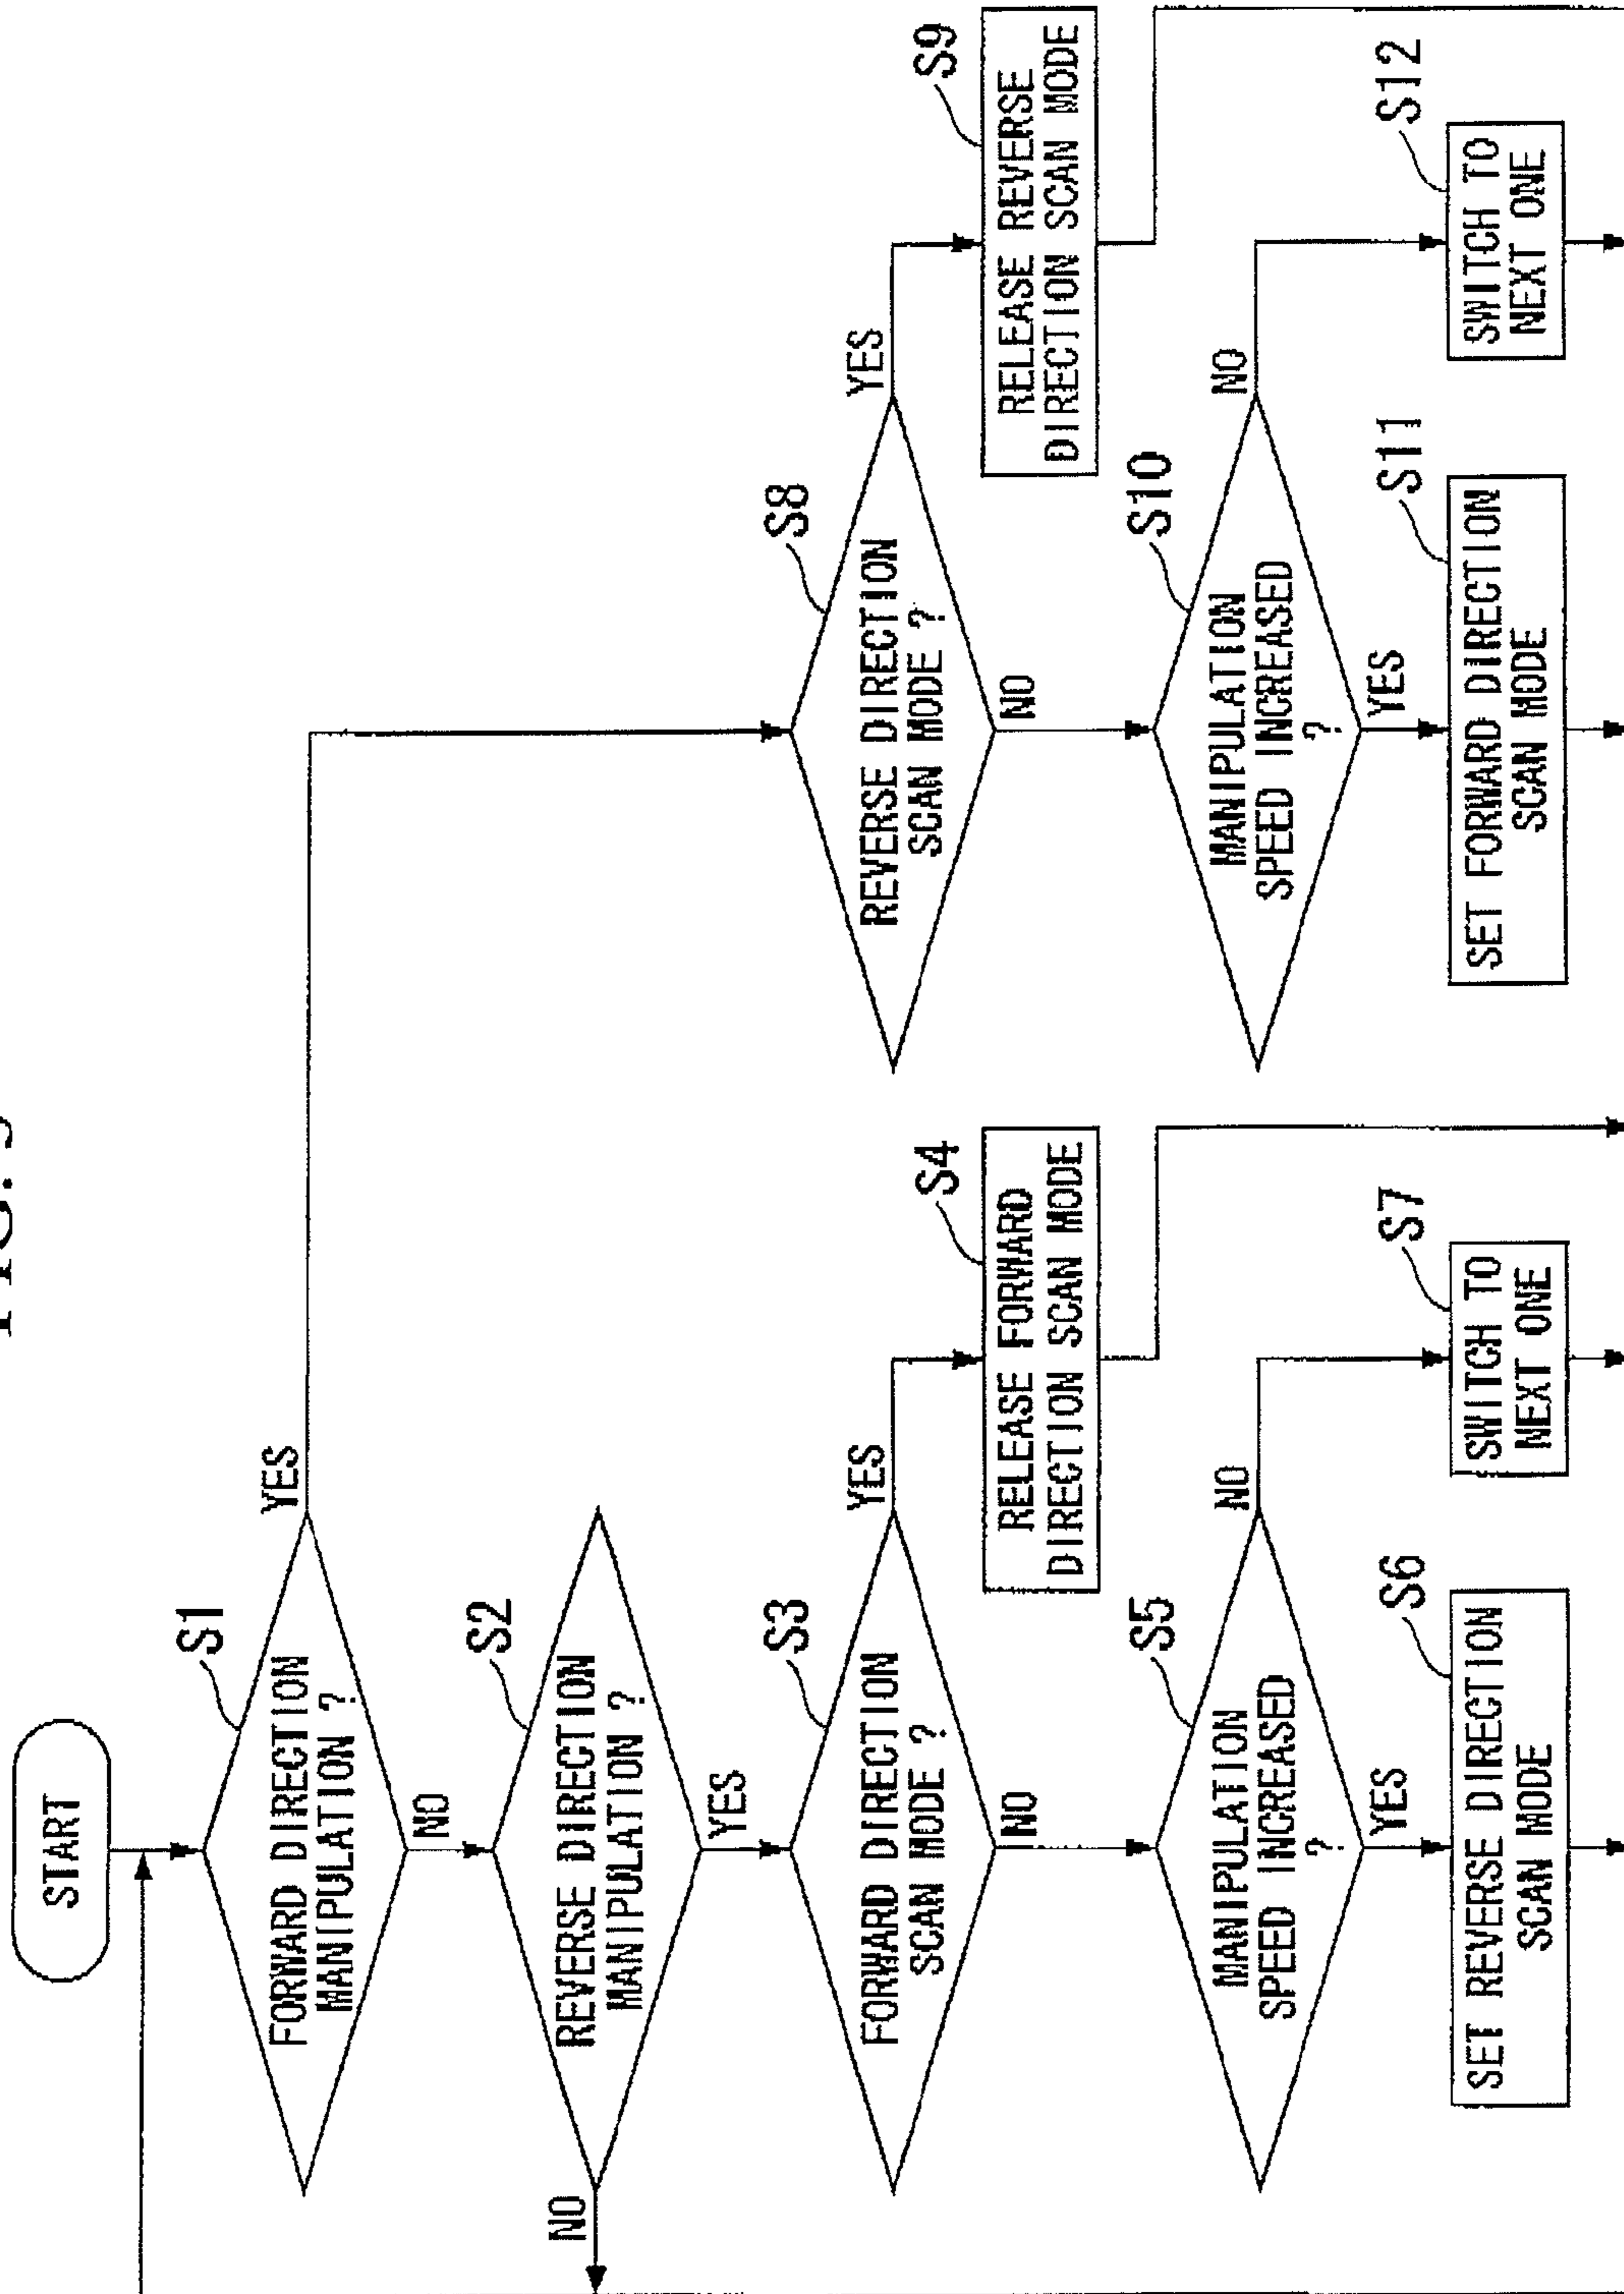 START
FORWARD DIRECTION
MANIPULATION ?
S1
YES
NO
REVERSE DIRECTION
MANIPULATION ?
S2
NO
YES
FORWARD DIRECTION
SCAN MODE ?
S3
YES
NO
RELEASE FORWARD
DIRECTION SCAN MODE
S4
MANIPULATION
SPEED INCREASED
?
S5
NO
YES
SET REVERSE DIRECTION
SCAN MODE
S6
SWITCH TO
NEXT ONE
S7
REVERSE DIRECTION
SCAN MODE ?
S8
YES
NO
RELEASE REVERSE
DIRECTION SCAN MODE
S9
MANIPULATION
SPEED INCREASED
?
S10
NO
YES
SET FORWARD DIRECTION
SCAN MODE
S11
SWITCH TO
NEXT ONE
S12